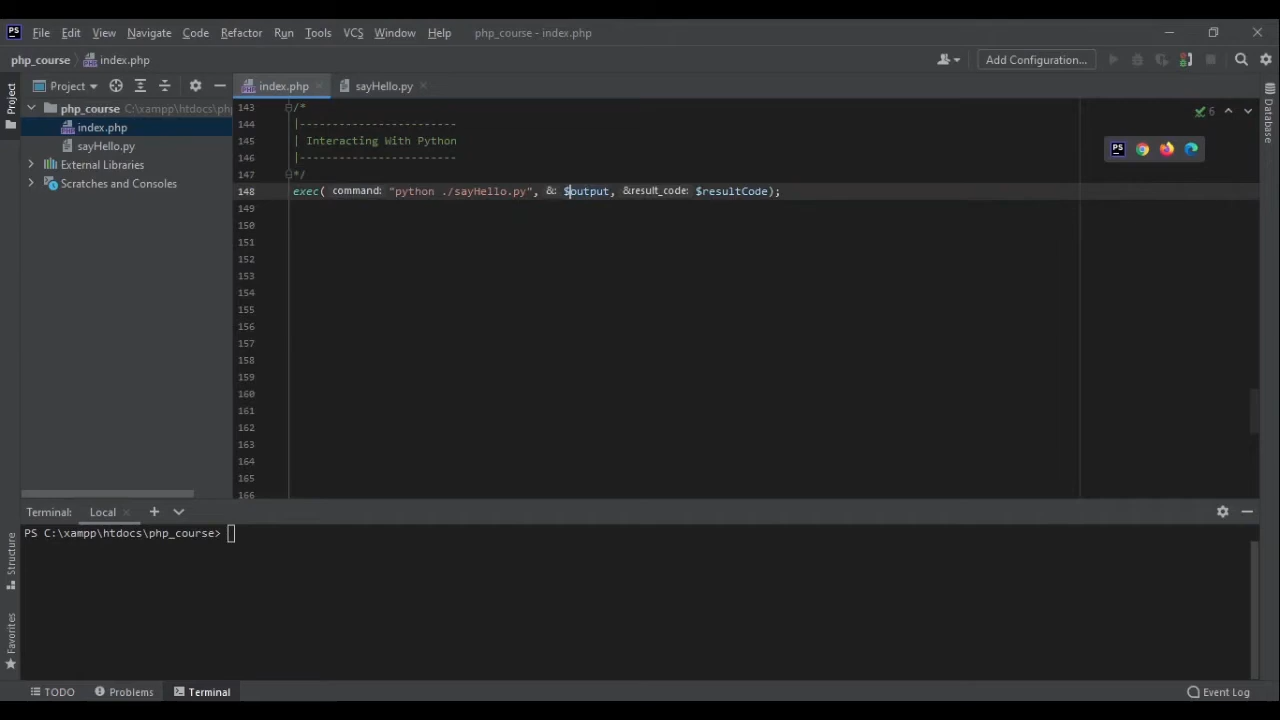 PS File Edit View Navigate Code Refactor Run Tools VCS Window Help php_course - index.php
php_course index.php Add Configuration...
Project index.php sayHello.py
Project
Database
php_course C:\xampp\htdocs\ph
index.php
sayHello.py
External Libraries
Scratches and Consoles
6
PS
143 /*
144 |------------------------
145 | Interacting With Python
146 |------------------------
147 */
148 exec( command: "python ./sayHello.py", &: $output, &result_code: $resultCode);
149
150
151
152
153
154
155
156
157
158
159
160
161
162
163
164
165
166
Terminal: Local
PS C:\xampp\htdocs\php_course>
Structure
Favorites
TODO Problems Terminal Event Log